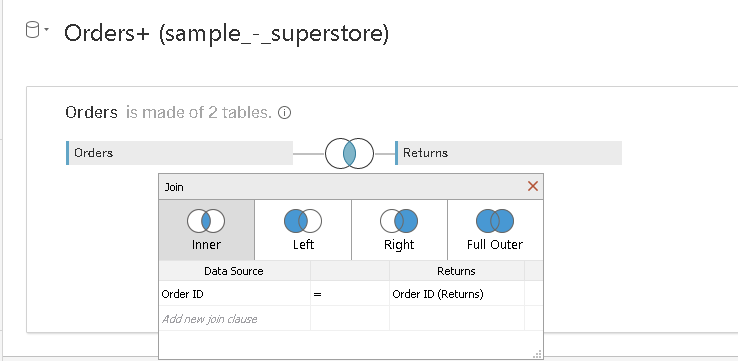 Orders+ (sample_-_superstore)
Orders is made of 2 tables.
Orders Returns
Join
Inner Left Right Full Outer
Data Source Returns
Order ID = Order ID (Returns)
Add new join clause